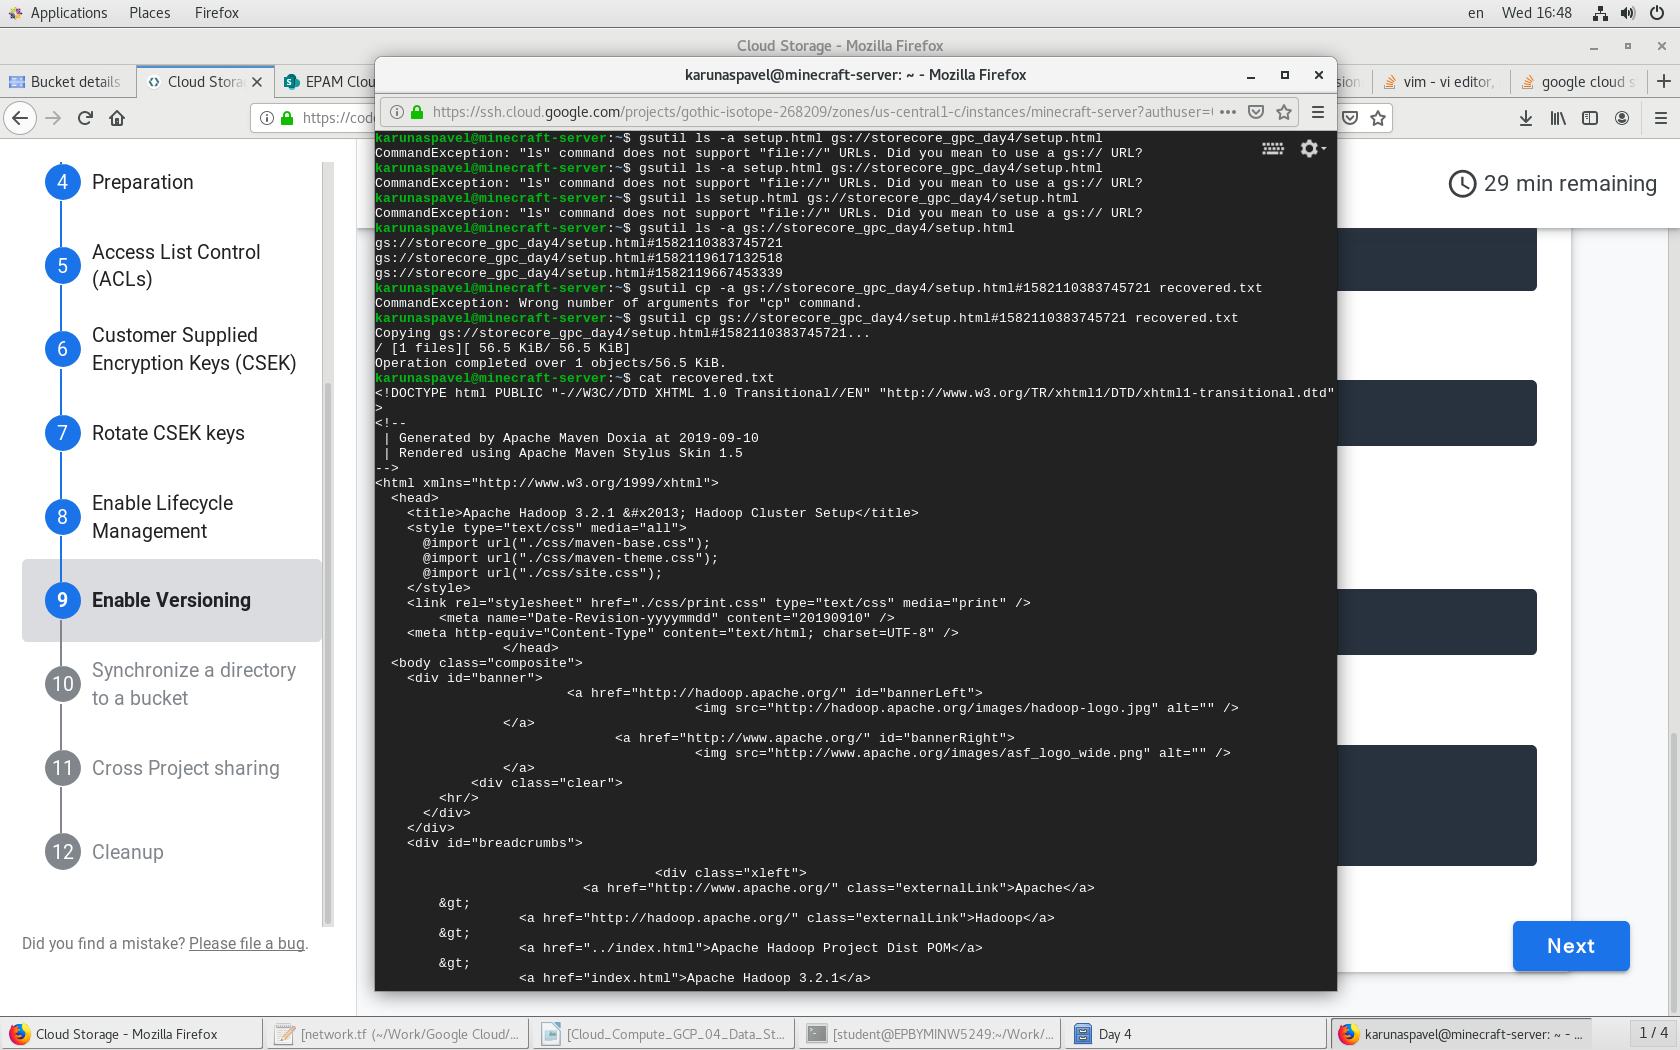 Applications Places Firefox en Wed 16:48
Cloud Storage - Mozilla Firefox
Bucket details Cloud Stora EPAM Clou vim - vi editor, google cloud s
https://cod
karunaspavel@minecraft-server: ~ - Mozilla Firefox
https://ssh.cloud.google.com/projects/gothic-isotope-268209/zones/us-central1-c/instances/minecraft-server?authuser=
29 min remaining
4 Preparation
5 Access List Control
(ACLs)
6 Customer Supplied
Encryption Keys (CSEK)
7 Rotate CSEK keys
8 Enable Lifecycle
Management
9 Enable Versioning
10 Synchronize a directory
to a bucket
11 Cross Project sharing
12 Cleanup
Did you find a mistake? Please file a bug.
karunaspavel@minecraft-server:~$ gsutil ls -a setup.html gs://storecore_gpc_day4/setup.html
CommandException: "ls" command does not support "file://" URLs. Did you mean to use a gs:// URL?
karunaspavel@minecraft-server:~$ gsutil ls -a setup.html gs://storecore_gpc_day4/setup.html
CommandException: "ls" command does not support "file://" URLs. Did you mean to use a gs:// URL?
karunaspavel@minecraft-server:~$ gsutil ls setup.html gs://storecore_gpc_day4/setup.html
CommandException: "ls" command does not support "file://" URLs. Did you mean to use a gs:// URL?
karunaspavel@minecraft-server:~$ gsutil ls -a gs://storecore_gpc_day4/setup.html
gs://storecore_gpc_day4/setup.html#1582110383745721
gs://storecore_gpc_day4/setup.html#1582119617132518
gs://storecore_gpc_day4/setup.html#1582119667453339
karunaspavel@minecraft-server:~$ gsutil cp -a gs://storecore_gpc_day4/setup.html#1582110383745721 recovered.txt
CommandException: Wrong number of arguments for "cp" command.
karunaspavel@minecraft-server:~$ gsutil cp gs://storecore_gpc_day4/setup.html#1582110383745721 recovered.txt
Copying gs://storecore_gpc_day4/setup.html#1582110383745721...
/ [1 files][ 56.5 KiB/ 56.5 KiB]
Operation completed over 1 objects/56.5 KiB.
karunaspavel@minecraft-server:~$ cat recovered.txt
<!DOCTYPE html PUBLIC "-//W3C//DTD XHTML 1.0 Transitional//EN" "http://www.w3.org/TR/xhtml1/DTD/xhtml1-transitional.dtd"
>
<!--
| Generated by Apache Maven Doxia at 2019-09-10
| Rendered using Apache Maven Stylus Skin 1.5
-->
<html xmlns="http://www.w3.org/1999/xhtml">
<head>
<title>Apache Hadoop 3.2.1 &#x2013; Hadoop Cluster Setup</title>
<style type="text/css" media="all">
@import url("./css/maven-base.css");
@import url("./css/maven-theme.css");
@import url("./css/site.css");
</style>
<link rel="stylesheet" href="./css/print.css" type="text/css" media="print" />
<meta name="Date-Revision-yyyymmdd" content="20190910" />
<meta http-equiv="Content-Type" content="text/html; charset=UTF-8" />
</head>
<body class="composite">
<div id="banner">
<a href="http://hadoop.apache.org/" id="bannerLeft">
<img src="http://hadoop.apache.org/images/hadoop-logo.jpg" alt="" />
</a>
<a href="http://www.apache.org/" id="bannerRight">
<img src="http://www.apache.org/images/asf_logo_wide.png" alt="" />
</a>
<div class="clear">
<hr/>
</div>
</div>
<div id="breadcrumbs">
<div class="xleft">
<a href="http://www.apache.org/" class="externalLink">Apache</a>
&gt;
<a href="http://hadoop.apache.org/" class="externalLink">Hadoop</a>
&gt;
<a href="../index.html">Apache Hadoop Project Dist POM</a>
&gt;
<a href="index.html">Apache Hadoop 3.2.1</a>
Next
Cloud Storage - Mozilla Firefox [network.tf (~/Work/Google Cloud/... [Cloud_Compute_GCP_04_Data_St... [student@EPBYMINW5249:~/Work/... Day 4 karunaspavel@minecraft-server: ~ - ... 1 / 4